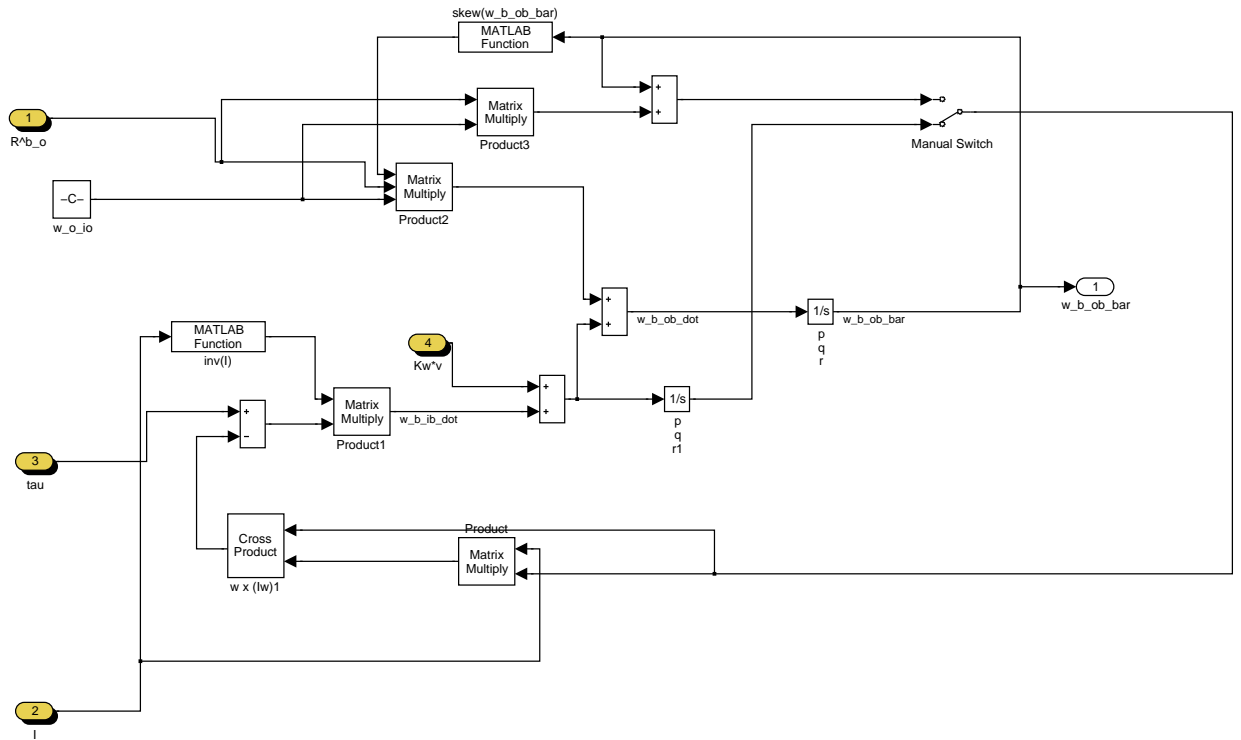 skew(w_b_ob_bar)
MATLAB
Function
+
+
1
R^b_o
Matrix
Multiply
Product3
Manual Switch
Matrix
Multiply
Product2
–C–
w_o_io
+
+
w_b_ob_dot
1/s
p
q
r
w_b_ob_bar
1
w_b_ob_bar
MATLAB
Function
inv(I)
4
Kw*v
+
+
1/s
p
q
r1
Matrix
Multiply
Product1
w_b_ib_dot
+
–
3
tau
Cross
Product
w x (Iw)1
Product
Matrix
Multiply
2
I